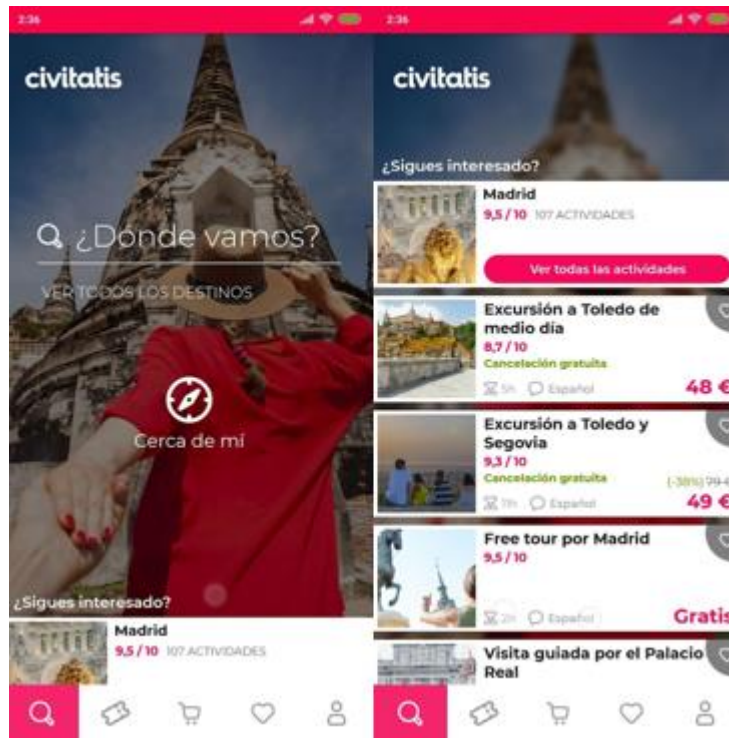 2:36
civitatis
¿Dónde vamos?
VER TODOS LOS DESTINOS
Cerca de mí
¿Sigues interesado?
Madrid
9,5 / 10 107 ACTIVIDADES
2:36
civitatis
¿Sigues interesado?
Madrid
9,5 / 10 107 ACTIVIDADES
Ver todas las actividades
Excursión a Toledo de
medio día
8,7 / 10
Cancelación gratuita
5h Español
48 €
Excursión a Toledo y
Segovia
9,3 / 10
Cancelación gratuita
(-38%) 79 €
11h Español
49 €
Free tour por Madrid
9,5 / 10
2h Español
Gratis
Visita guiada por el Palacio
Real